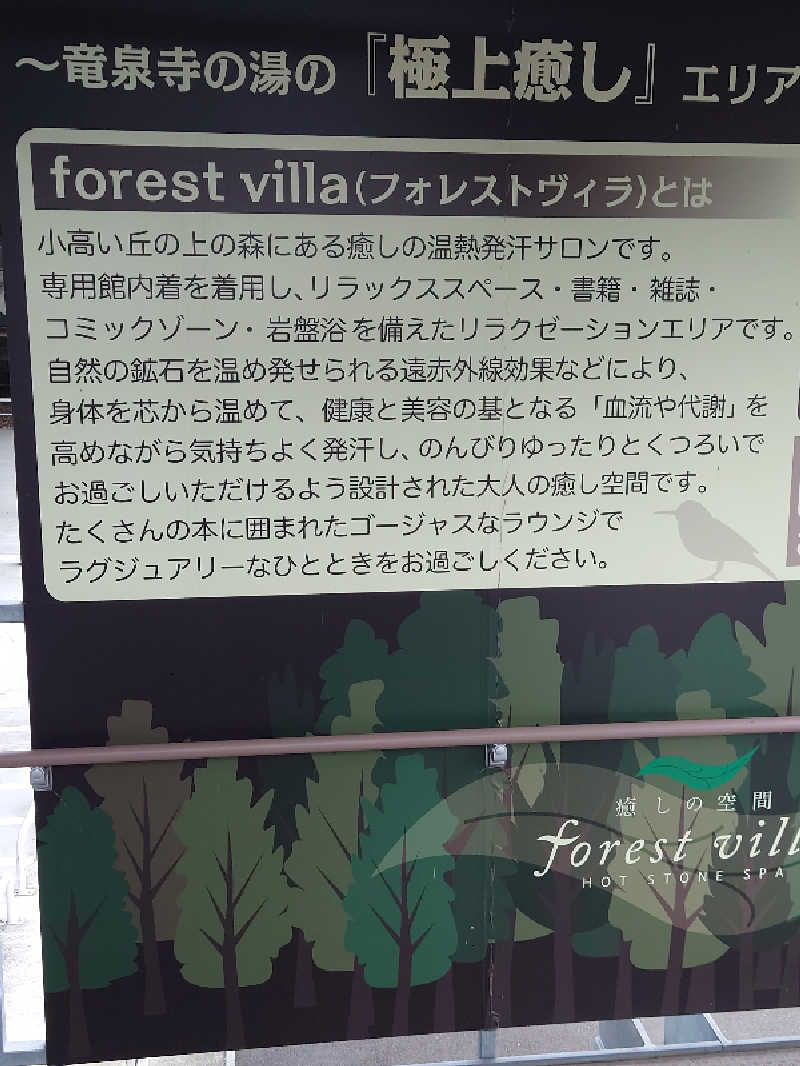 ～竜泉寺の湯の『極上癒し』エリア
forest villa(フォレストヴィラ)とは
小高い丘の上の森にある癒しの温熱発汗サロンです。
専用館内着を着用し、リラックススペース・書籍・雑誌・
コミックゾーン・岩盤浴を備えたリラクゼーションエリアです。
自然の鉱石を温め発せられる遠赤外線効果などにより、
身体を芯から温めて、健康と美容の基となる「血流や代謝」を
高めながら気持ちよく発汗し、のんびりゆったりとくつろいで
お過ごしいただけるよう設計された大人の癒し空間です。
たくさんの本に囲まれたゴージャスなラウンジで
ラグジュアリーなひとときをお過ごしください。
癒しの空間
forest vill
HOT STONE SPA